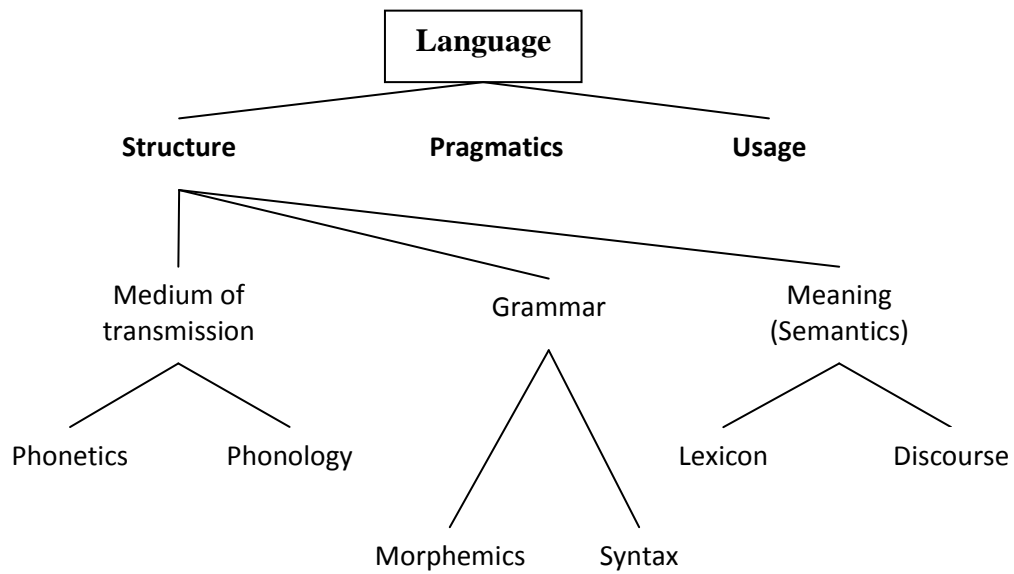 Language
Structure Pragmatics Usage
Medium of
transmission
Grammar
Meaning
(Semantics)
Phonetics Phonology Lexicon Discourse
Morphemics Syntax